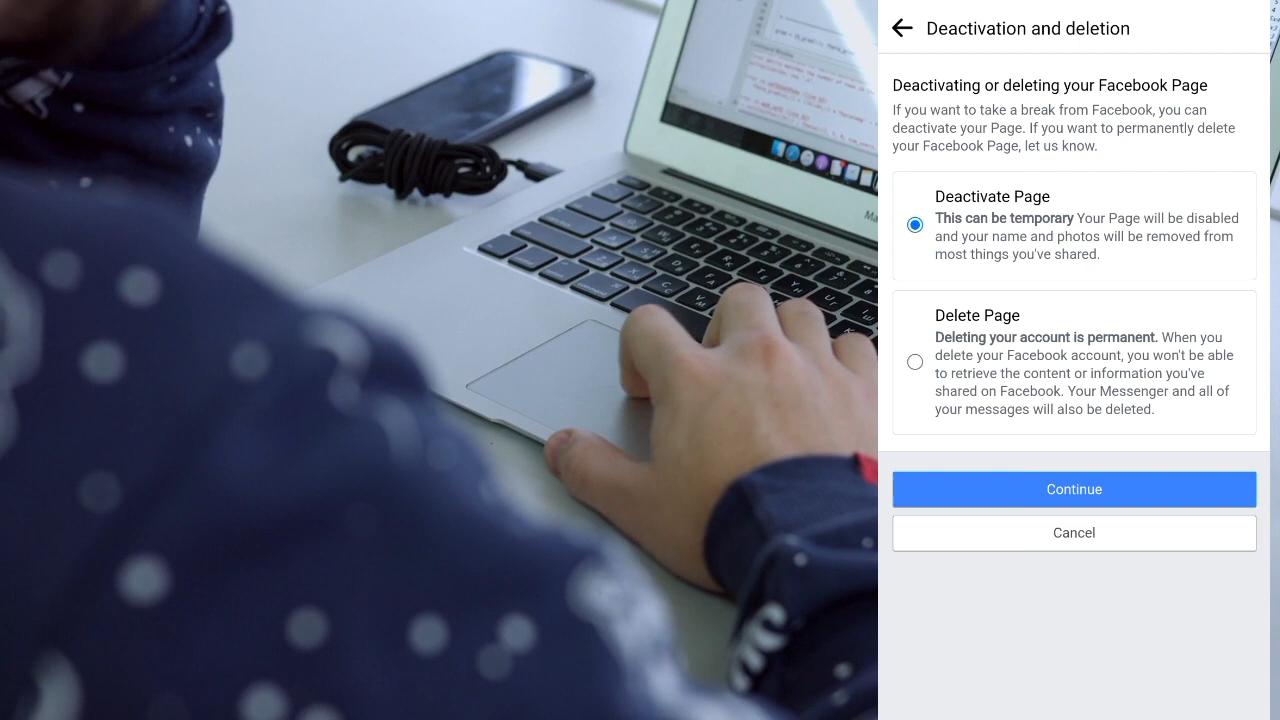 Deactivation and deletion
Deactivating or deleting your Facebook Page
If you want to take a break from Facebook, you can
deactivate your Page. If you want to permanently delete
your Facebook Page, let us know.
Deactivate Page
This can be temporary Your Page will be disabled
and your name and photos will be removed from
most things you've shared.
Delete Page
Deleting your account is permanent. When you
delete your Facebook account, you won't be able
to retrieve the content or information you've
shared on Facebook. Your Messenger and all of
your messages will also be deleted.
Continue
Cancel